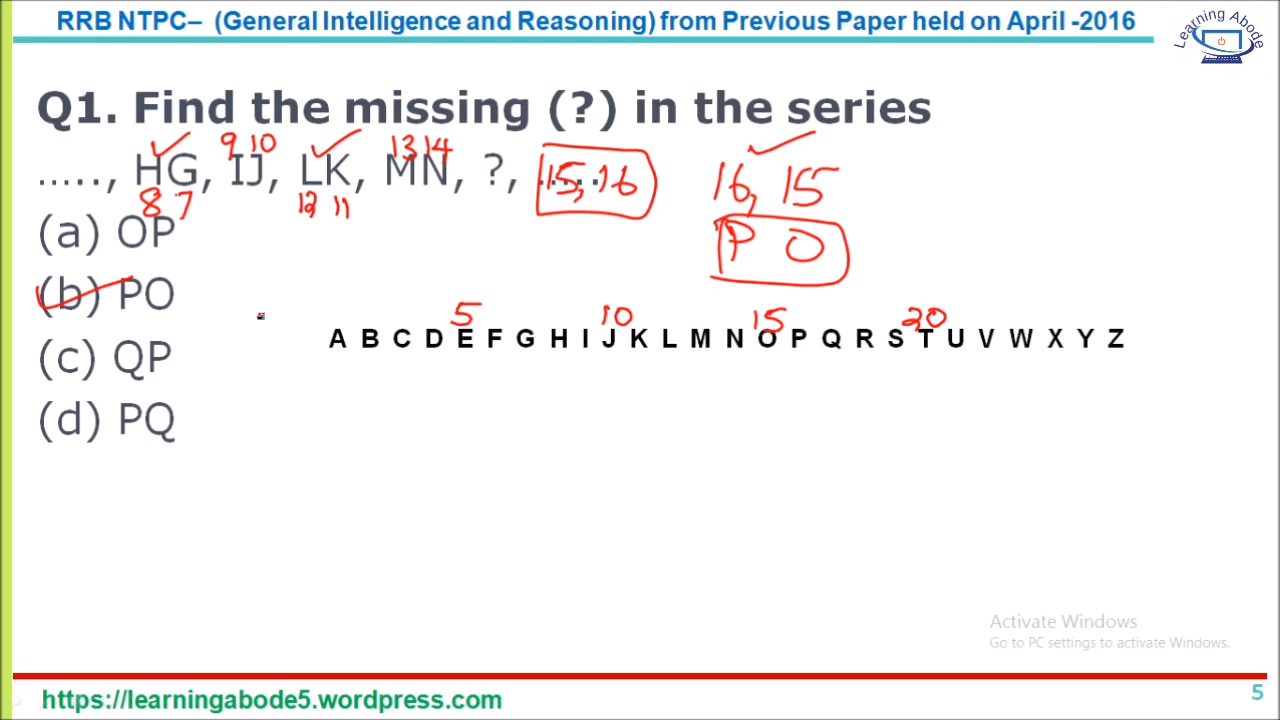 RRB NTPC– (General Intelligence and Reasoning) from Previous Paper held on April -2016
Learning Abode
Q1. Find the missing (?) in the series
9 10 13 14
....., HG, IJ, LK, MN, ?, ..... 15, 16 16, 15
8 7 12 11
(a) OP P O
(b) PO
5 10 15 20
A B C D E F G H I J K L M N O P Q R S T U V W X Y Z
(c) QP
(d) PQ
Activate Windows
Go to PC settings to activate Windows.
https://learningabode5.wordpress.com 5